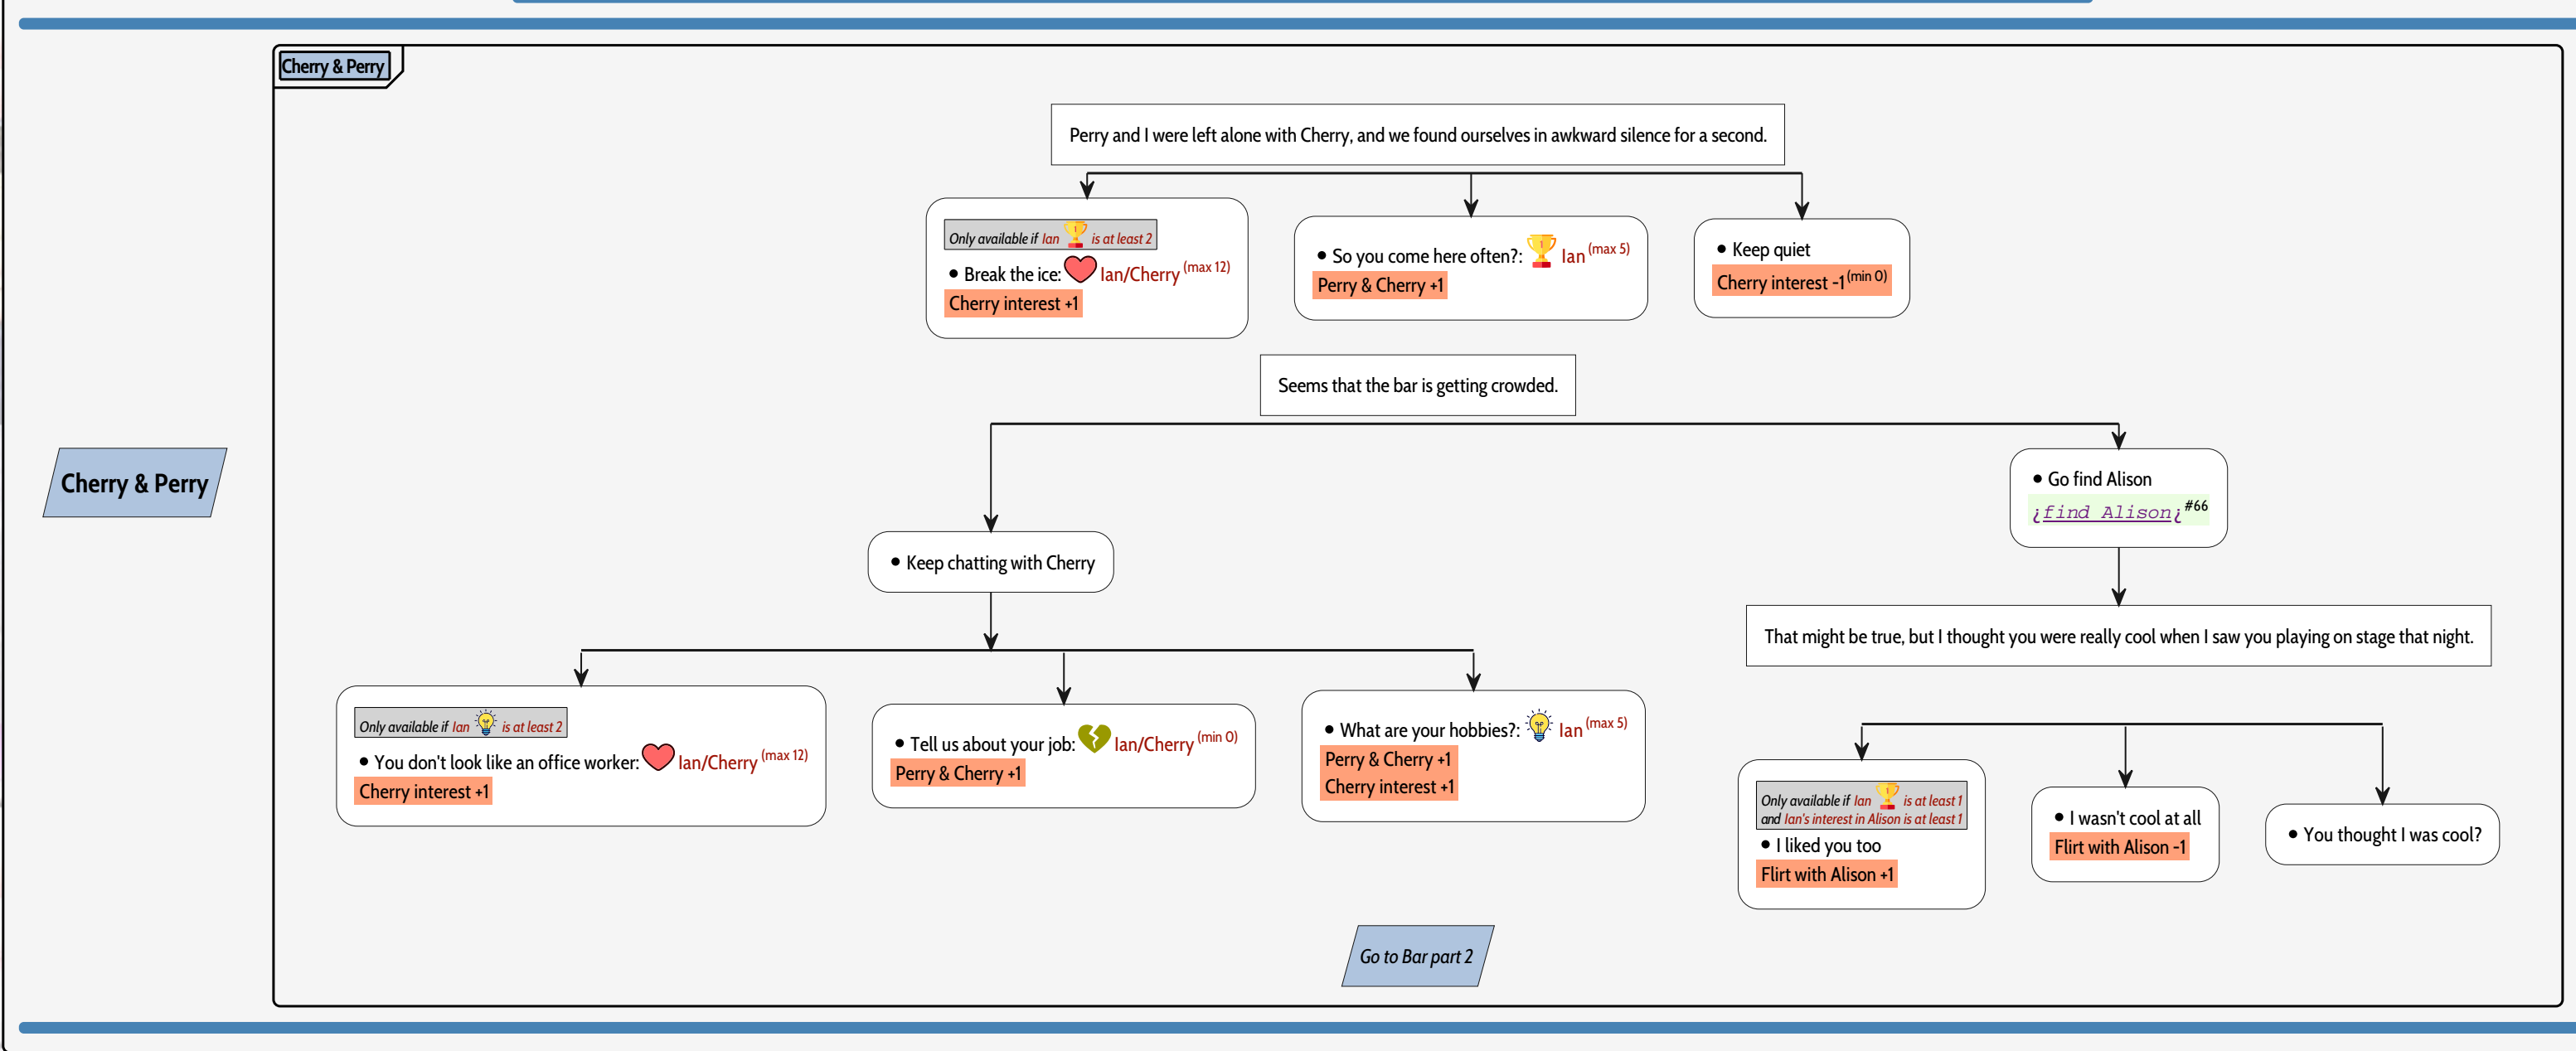 Cherry & Perry
Perry and I were left alone with Cherry, and we found ourselves in awkward silence for a second.
Only available if Ian is at least 2
• Break the ice: Ian/Cherry (max 12)
Cherry interest +1
• So you come here often?: Ian (max 5)
Perry & Cherry +1
• Keep quiet
Cherry interest -1 (min 0)
Seems that the bar is getting crowded.
Cherry & Perry
• Go find Alison
¿find Alison¿ #66
• Keep chatting with Cherry
That might be true, but I thought you were really cool when I saw you playing on stage that night.
Only available if Ian is at least 2
• You don't look like an office worker: Ian/Cherry (max 12)
Cherry interest +1
• Tell us about your job: Ian/Cherry (min 0)
Perry & Cherry +1
• What are your hobbies?: Ian (max 5)
Perry & Cherry +1
Cherry interest +1
Only available if Ian is at least 1
and Ian's interest in Alison is at least 1
• I liked you too
Flirt with Alison +1
• I wasn't cool at all
Flirt with Alison -1
• You thought I was cool?
Go to Bar part 2